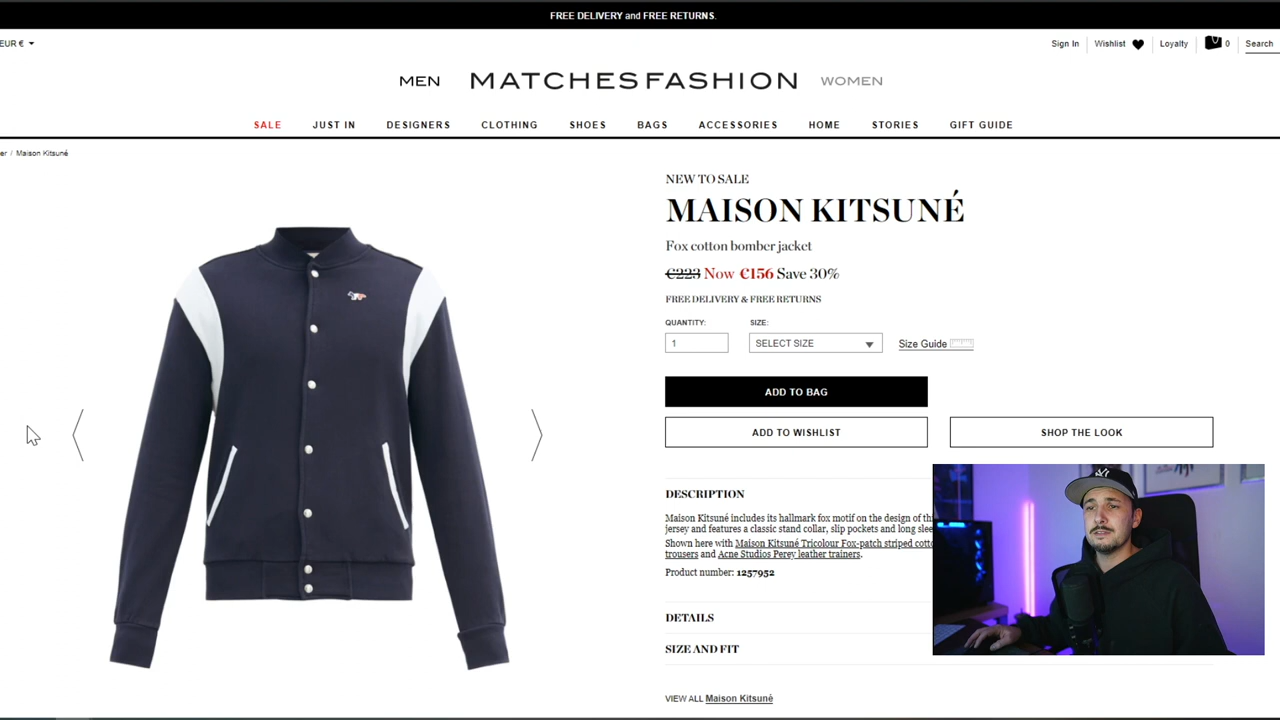 FREE DELIVERY and FREE RETURNS.
EUR €
Sign In
Wishlist
Loyalty
0
Search
MEN
MATCHESFASHION
WOMEN
SALE
JUST IN
DESIGNERS
CLOTHING
SHOES
BAGS
ACCESSORIES
HOME
STORIES
GIFT GUIDE
/ Maison Kitsuné
NEW TO SALE
MAISON KITSUNÉ
Fox cotton bomber jacket
€223 Now €156 Save 30%
FREE DELIVERY & FREE RETURNS
QUANTITY:
SIZE:
1
SELECT SIZE
Size Guide
ADD TO BAG
ADD TO WISHLIST
SHOP THE LOOK
DESCRIPTION
Maison Kitsuné includes its hallmark fox motif on the design of
jersey and features a classic stand collar, slip pockets and long
Shown here with Maison Kitsuné Tricolour Fox-patch striped
trousers and Acne Studios Perey leather trainers.
Product number: 1257952
DETAILS
SIZE AND FIT
VIEW ALL Maison Kitsuné